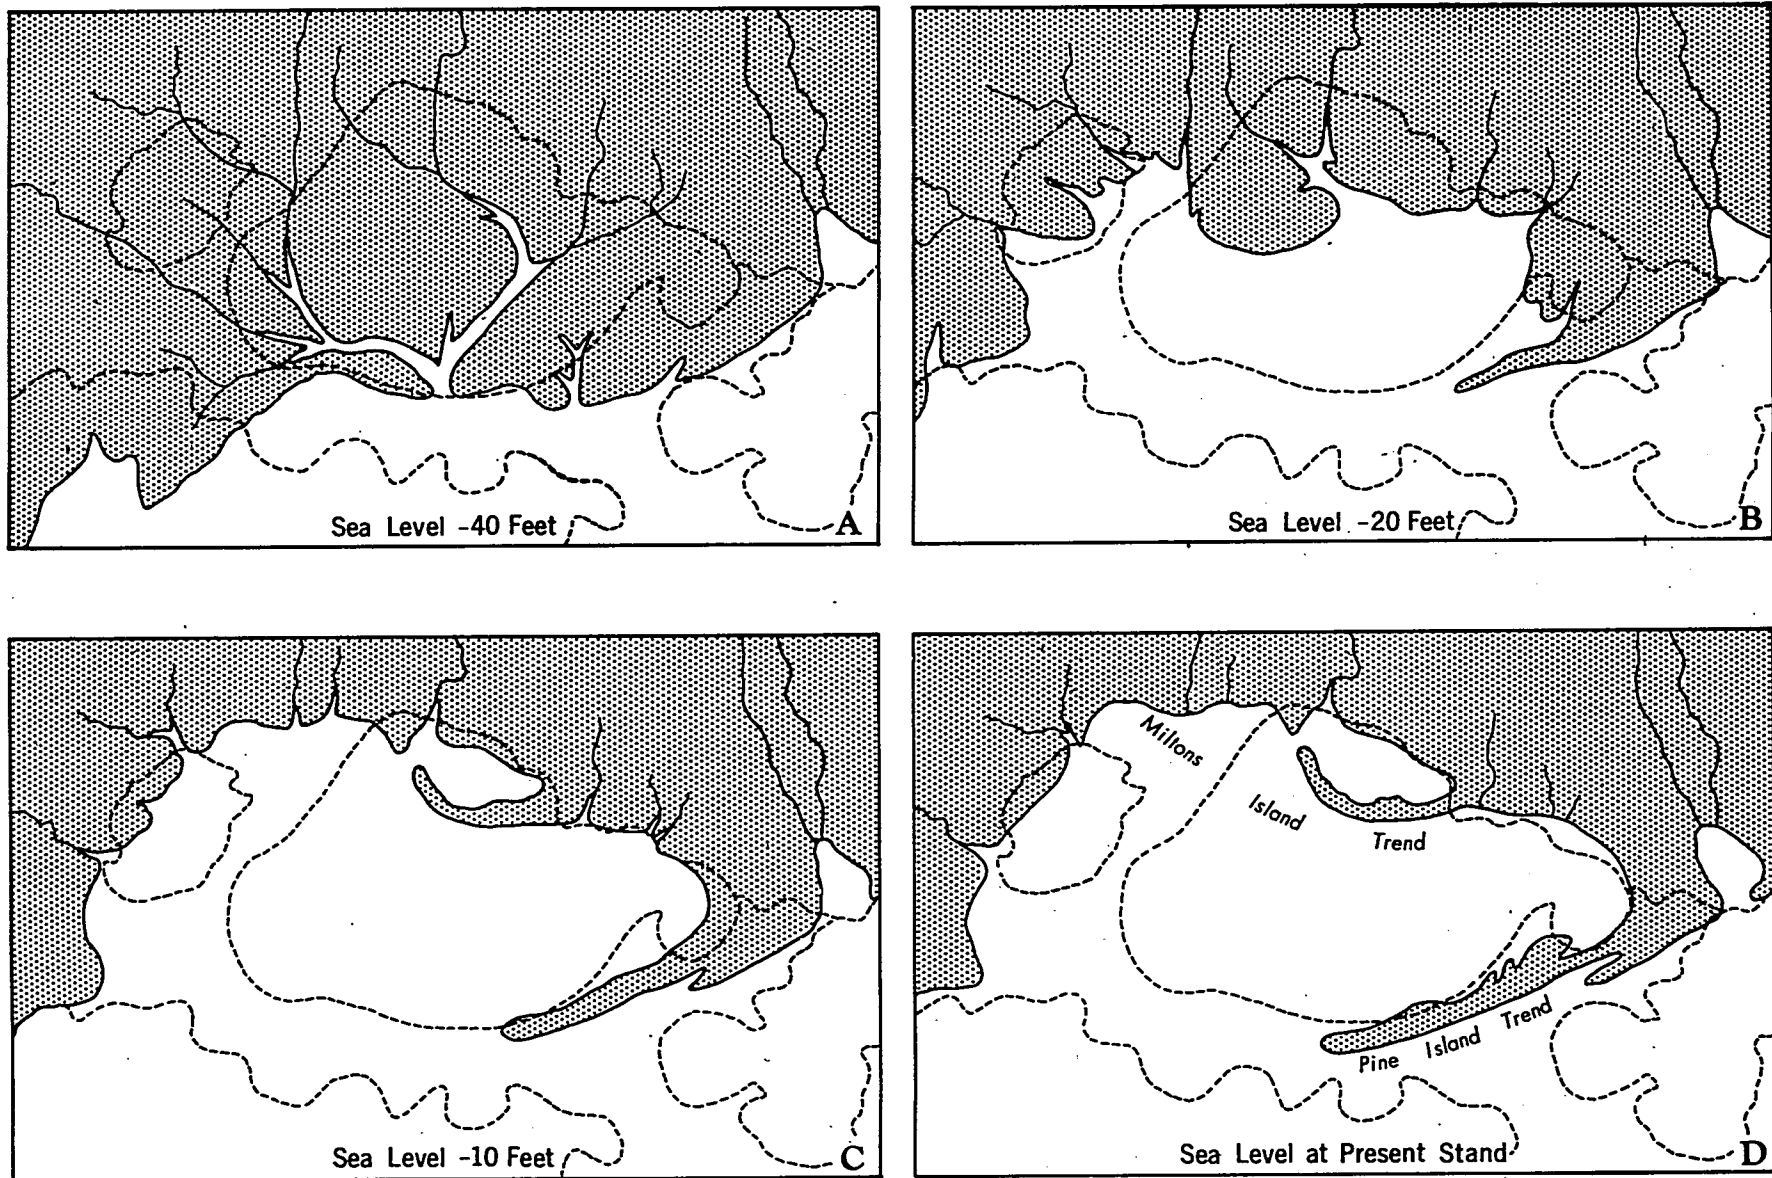 Sea Level -40 Feet
A
Sea Level -20 Feet
B
Sea Level -10 Feet
C
Miltons
Island
Trend
Pine Island Trend
Sea Level at Present Stand
D